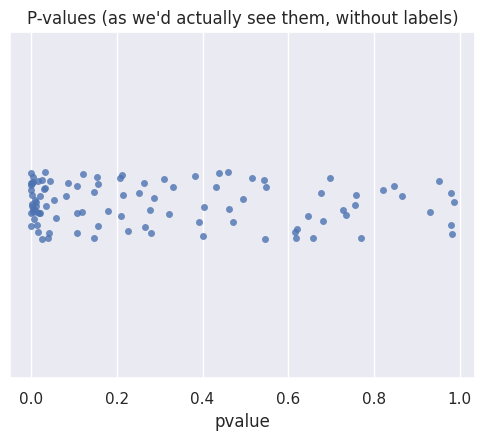 P-values (as we'd actually see them, without labels)
0.0 0.2 0.4 0.6 0.8 1.0
pvalue